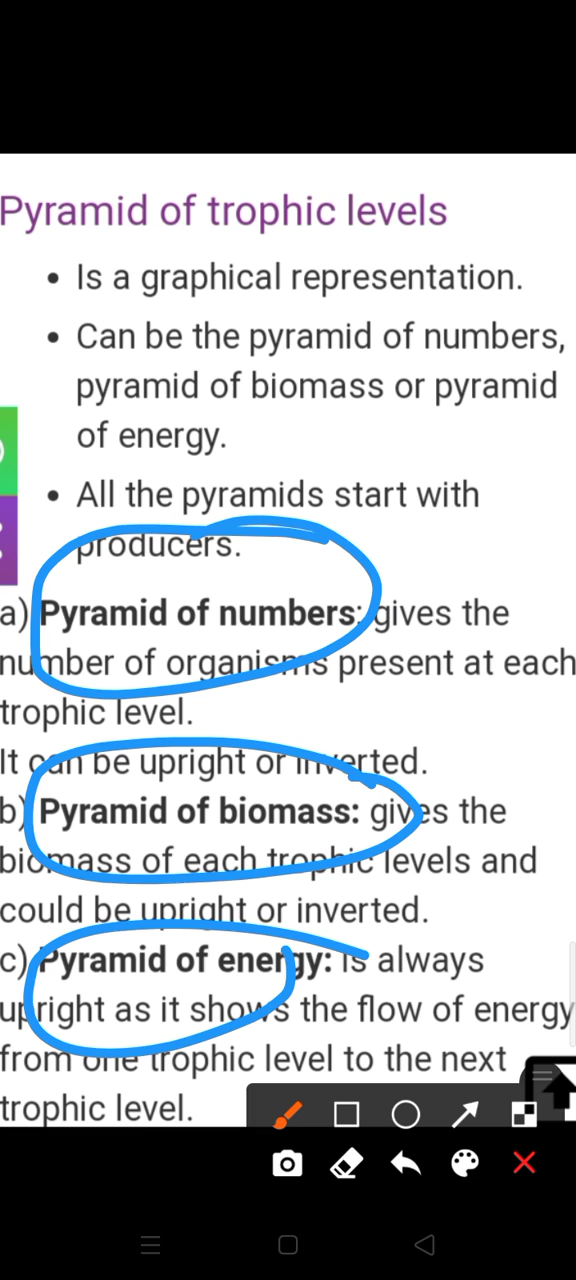 Pyramid of trophic levels
• Is a graphical representation.
• Can be the pyramid of numbers,
pyramid of biomass or pyramid
of energy.
• All the pyramids start with
producers.
a) Pyramid of numbers: gives the
number of organisms present at each
trophic level.
It can be upright or inverted.
b) Pyramid of biomass: gives the
biomass of each trophic levels and
could be upright or inverted.
c) Pyramid of energy: is always
upright as it shows the flow of energy
from one trophic level to the next
trophic level.